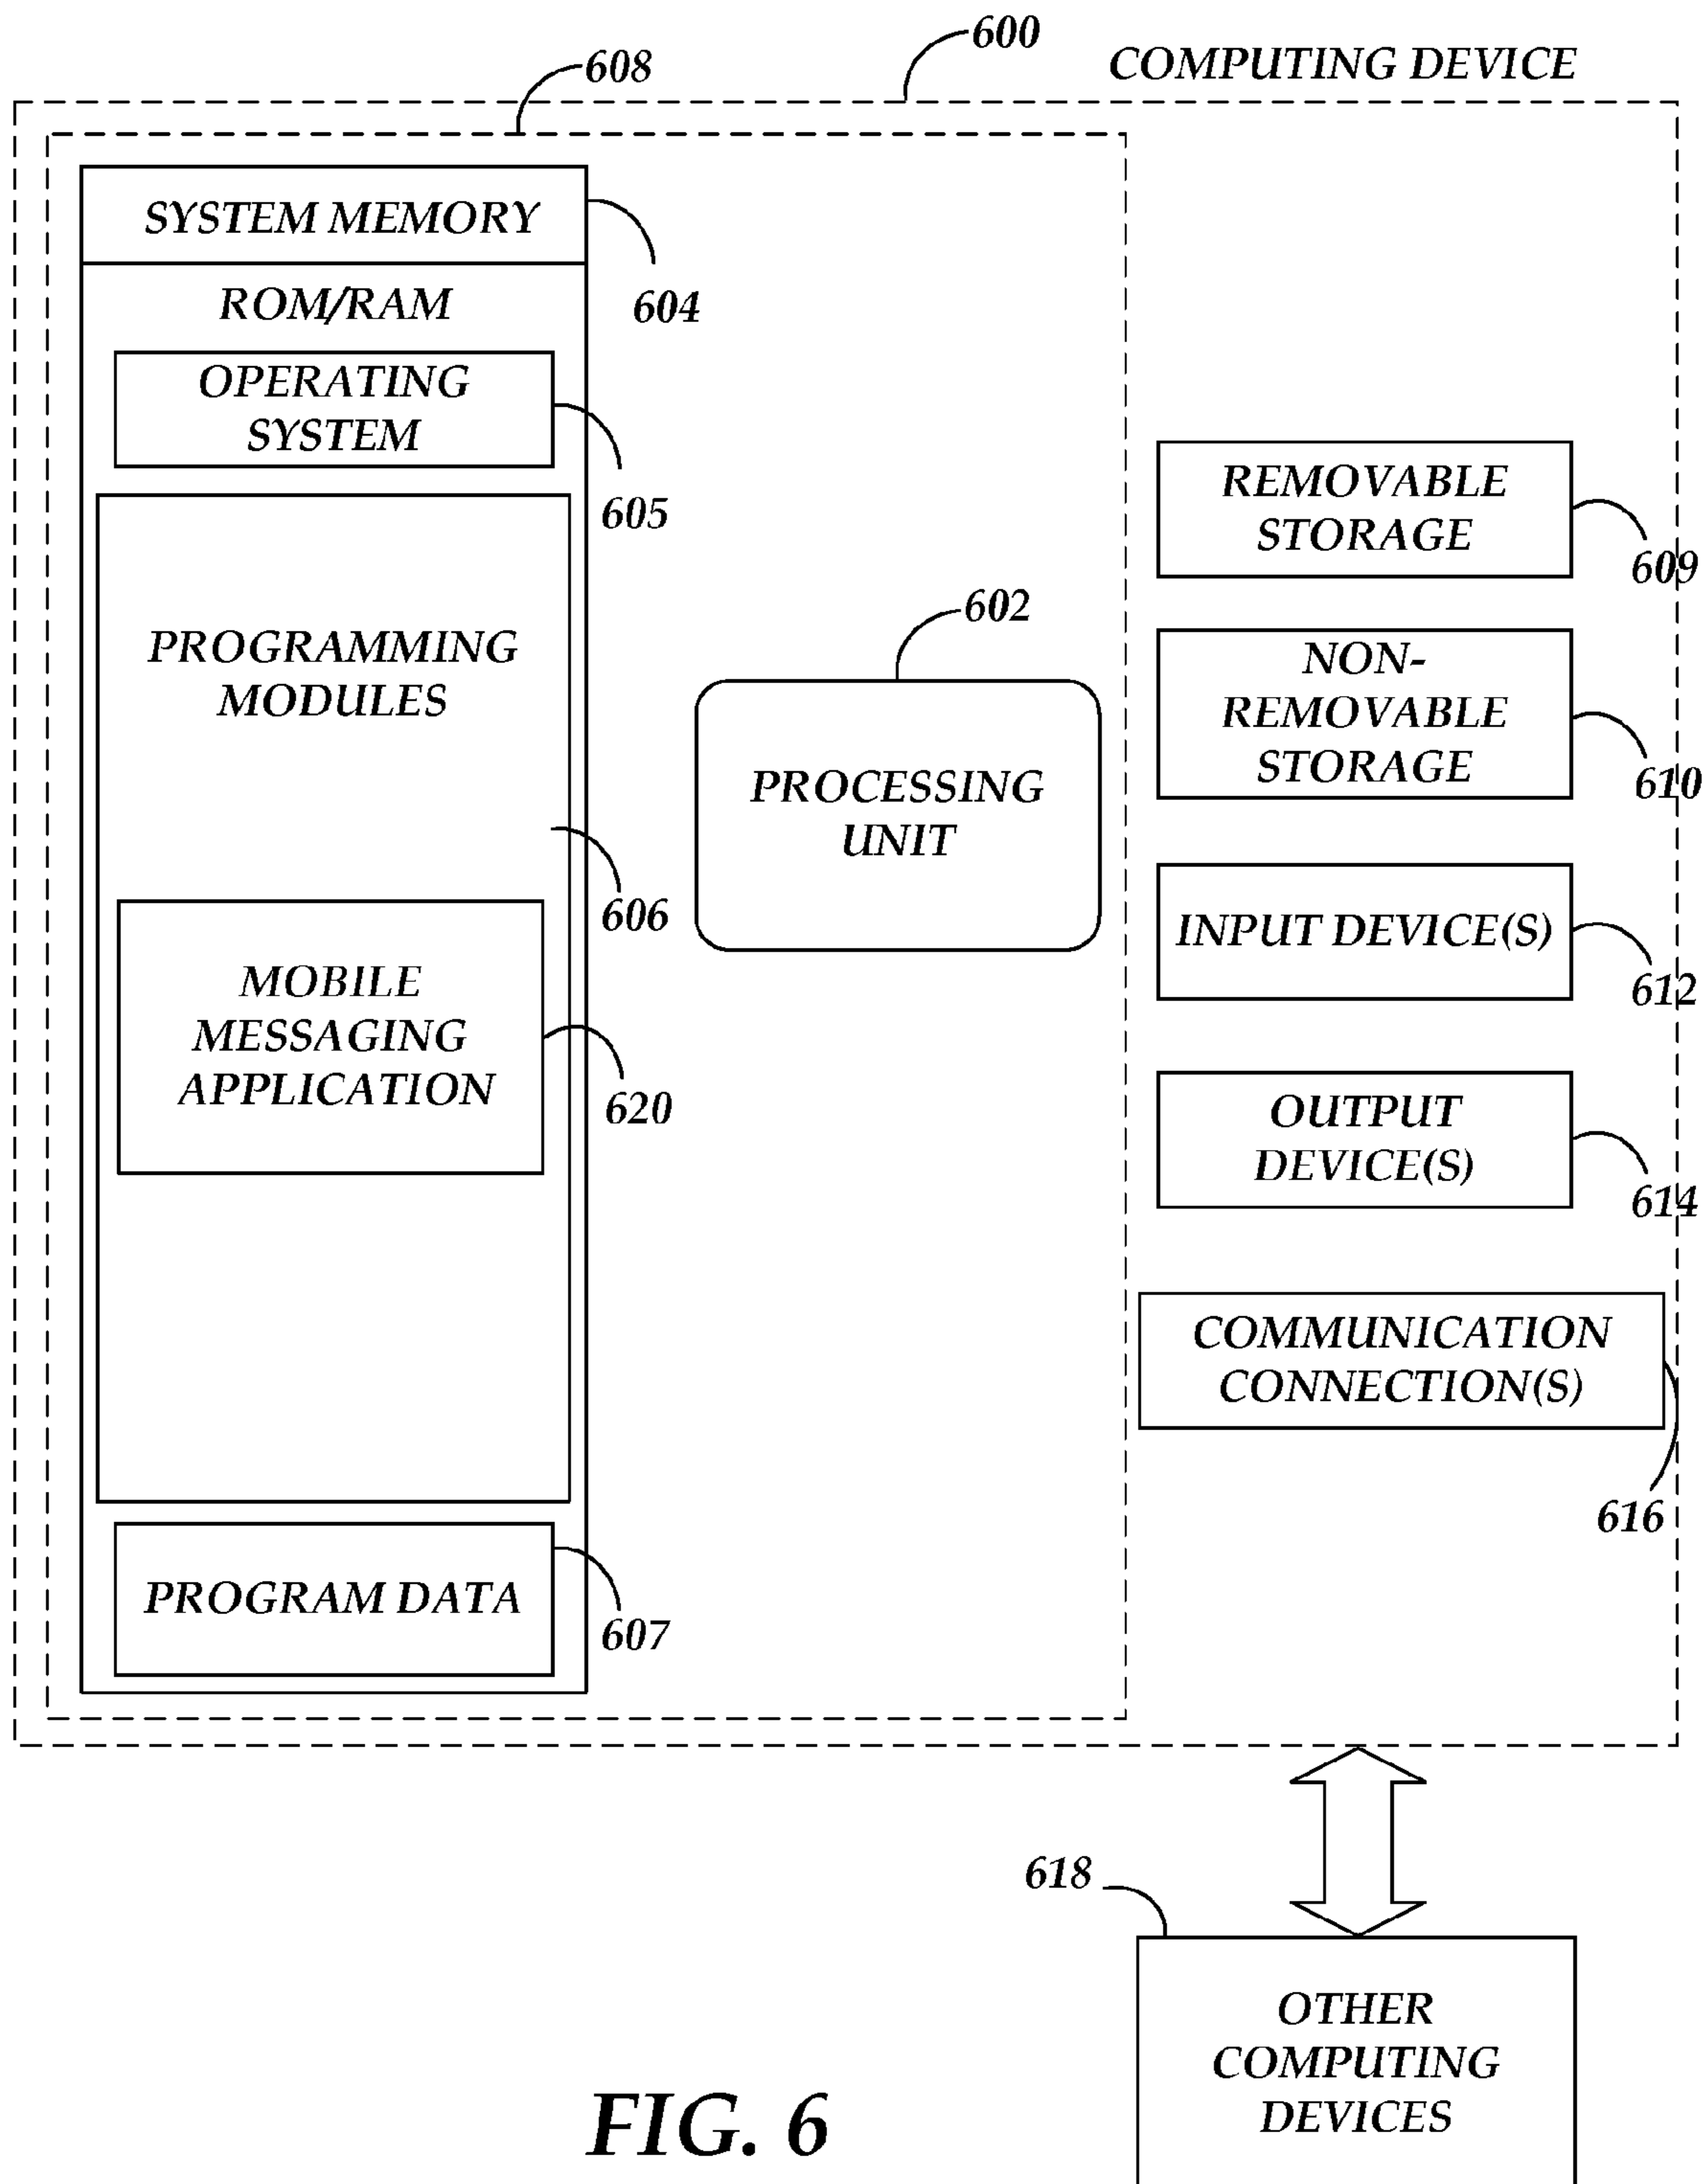 600
COMPUTING DEVICE
608
SYSTEM MEMORY
604
ROM/RAM
OPERATING
SYSTEM
605
PROGRAMMING
MODULES
606
MOBILE
MESSAGING
APPLICATION
620
PROGRAM DATA
607
602
PROCESSING
UNIT
REMOVABLE
STORAGE
609
NON-
REMOVABLE
STORAGE
610
INPUT DEVICE(S)
612
OUTPUT
DEVICE(S)
614
COMMUNICATION
CONNECTION(S)
616
618
OTHER
COMPUTING
DEVICES
FIG. 6